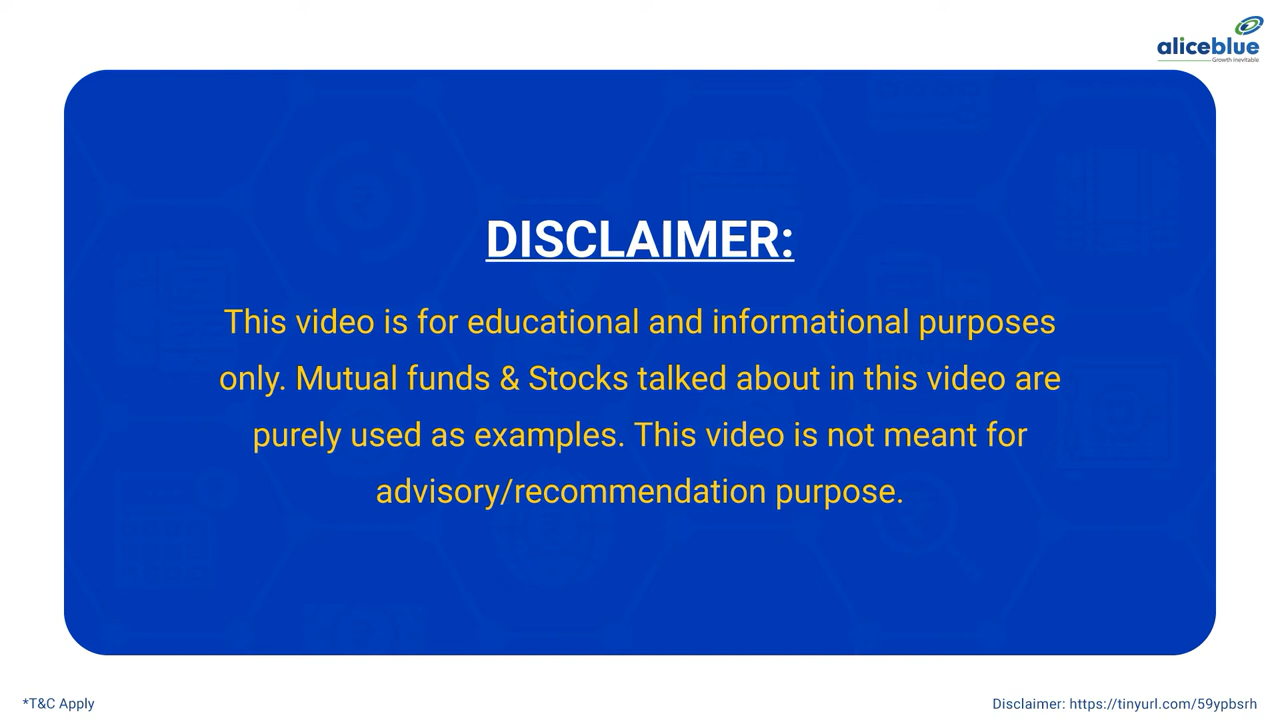 aliceblue
Growth Inevitable
DISCLAIMER:
This video is for educational and informational purposes
only. Mutual funds & Stocks talked about in this video are
purely used as examples. This video is not meant for
advisory/recommendation purpose.
*T&C Apply
Disclaimer: https://tinyurl.com/59ypbsrh